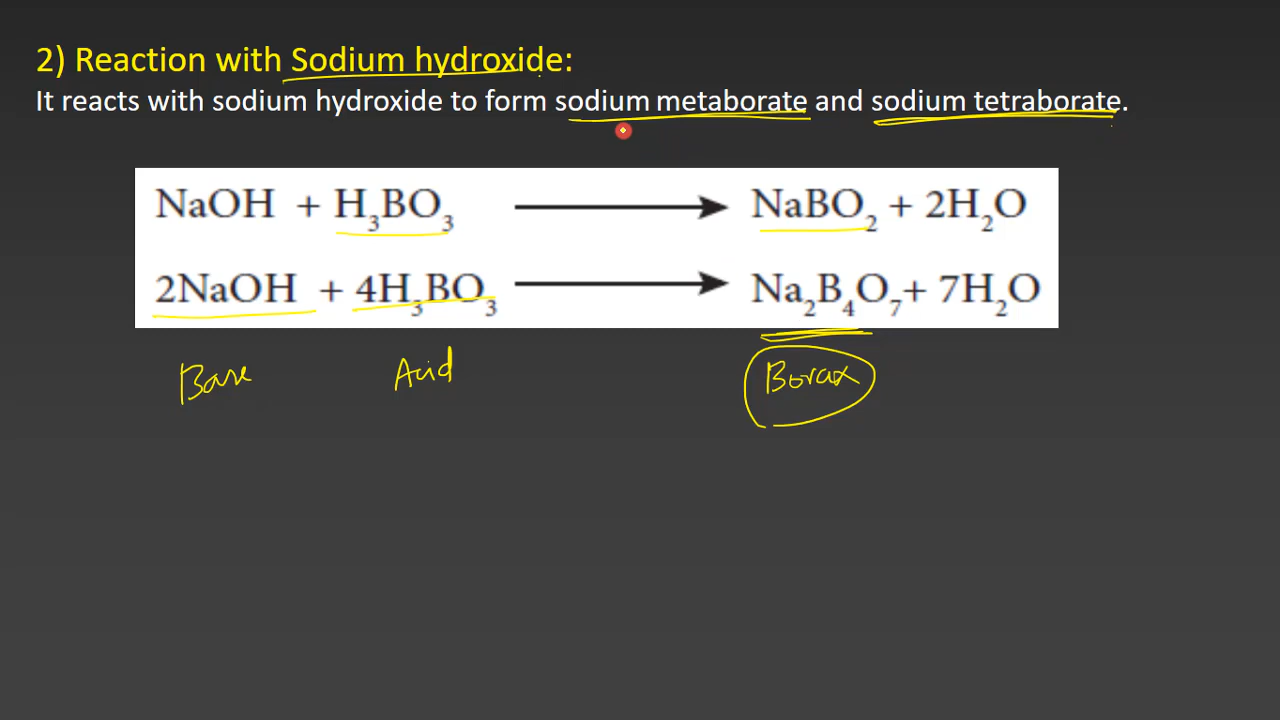 2) Reaction with Sodium hydroxide:
It reacts with sodium hydroxide to form sodium metaborate and sodium tetraborate.
NaOH + H₃BO₃ ⟶ NaBO₂ + 2H₂O
2NaOH + 4H₃BO₃ ⟶ Na₂B₄O₇ + 7H₂O
Base Acid Borax